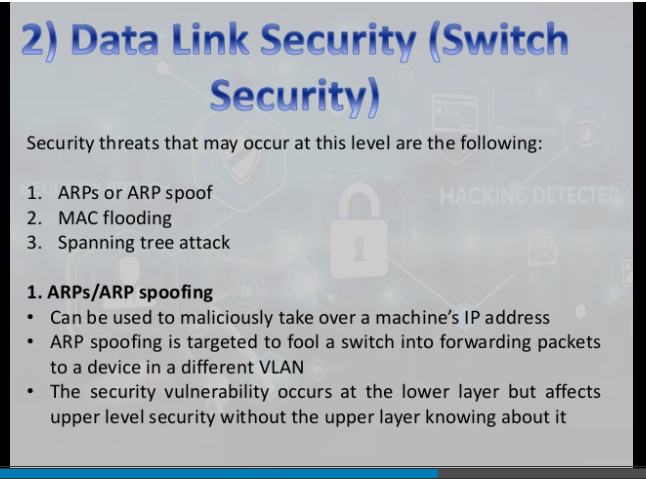 2) Data Link Security (Switch
Security)
Security threats that may occur at this level are the following:
1. ARPs or ARP spoof
2. MAC flooding
3. Spanning tree attack
HACKING DETECTED
1. ARPs/ARP spoofing
• Can be used to maliciously take over a machine's IP address
• ARP spoofing is targeted to fool a switch into forwarding packets
to a device in a different VLAN
• The security vulnerability occurs at the lower layer but affects
upper level security without the upper layer knowing about it